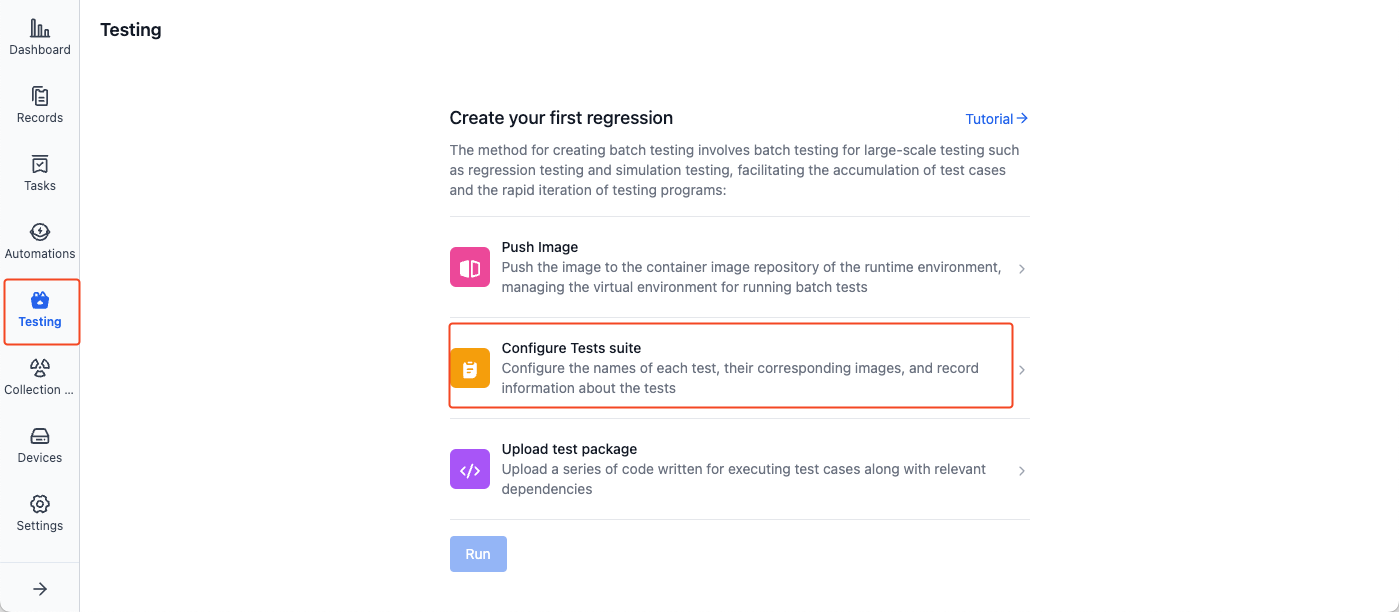 Testing
Dashboard
Records
Tasks
Automations
Testing
Collection ...
Devices
Settings
Create your first regression
Tutorial
The method for creating batch testing involves batch testing for large-scale testing such
as regression testing and simulation testing, facilitating the accumulation of test cases
and the rapid iteration of testing programs:
Push Image
Push the image to the container image repository of the runtime environment,
managing the virtual environment for running batch tests
Configure Tests suite
Configure the names of each test, their corresponding images, and record
information about the tests
Upload test package
Upload a series of code written for executing test cases along with relevant
dependencies
Run